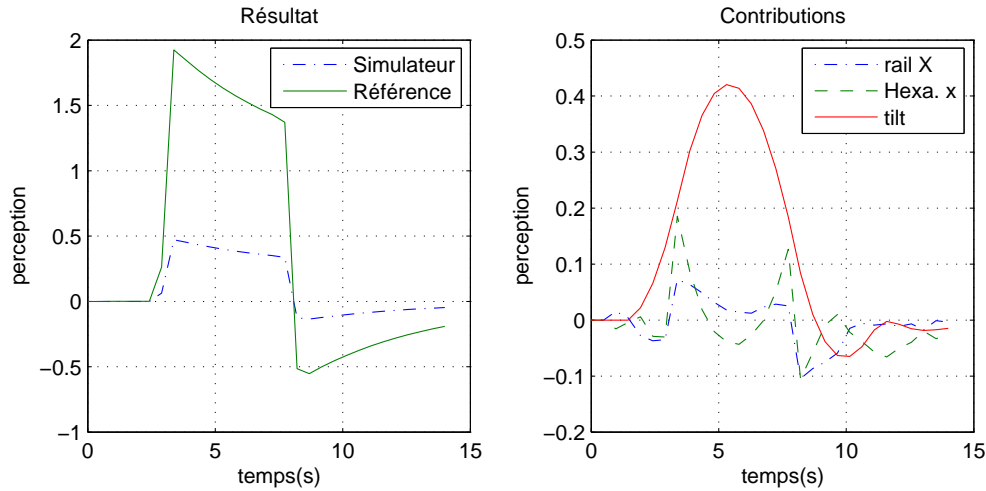 Résultat
2
1.5
1
0.5
0
−0.5
−1
0
5
10
15
perception
temps(s)
Simulateur
Référence
Contributions
0.5
0.4
0.3
0.2
0.1
0
−0.1
−0.2
0
5
10
15
perception
temps(s)
rail X
Hexa. x
tilt